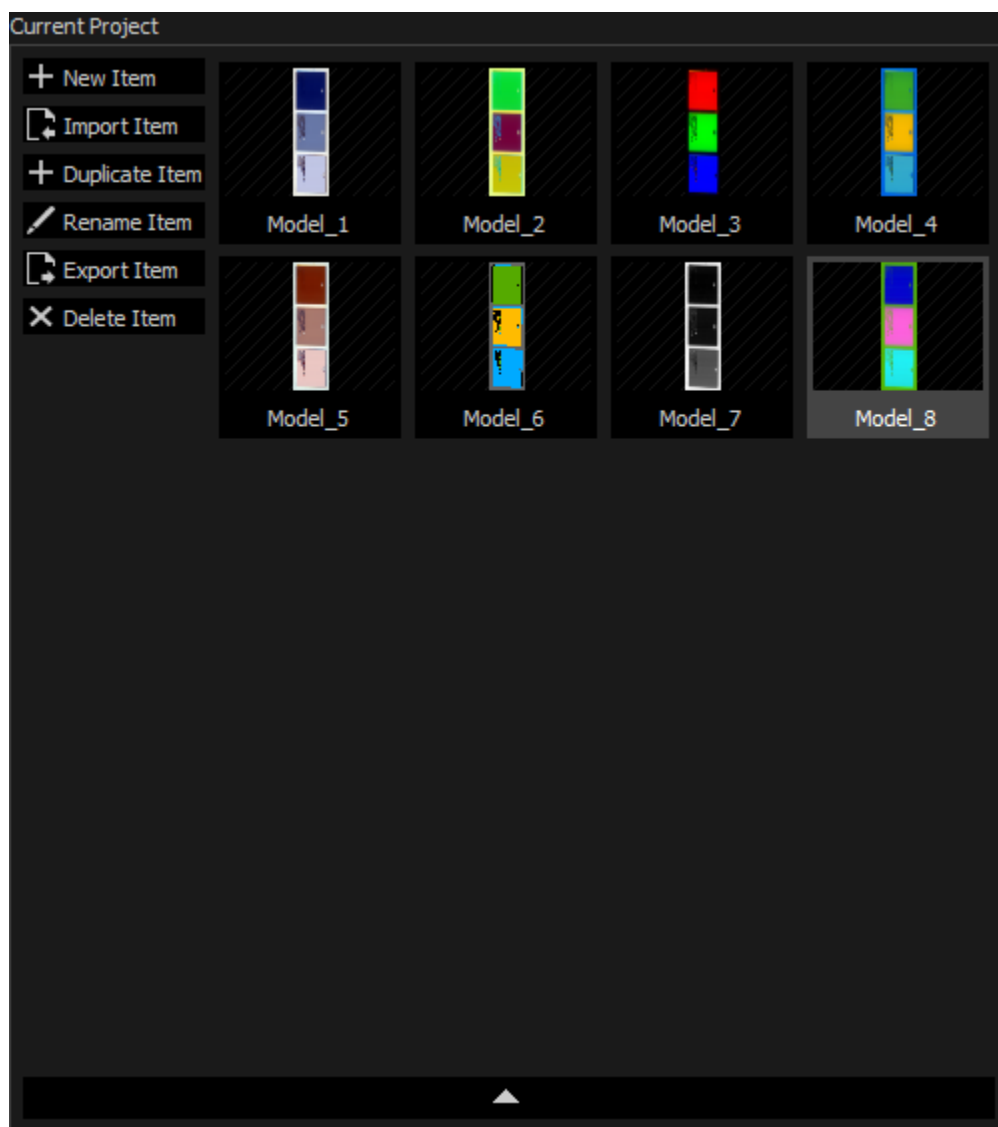 Current Project
New Item
Import Item
Duplicate Item
Rename Item
Export Item
Delete Item
Model_1
Model_2
Model_3
Model_4
Model_5
Model_6
Model_7
Model_8